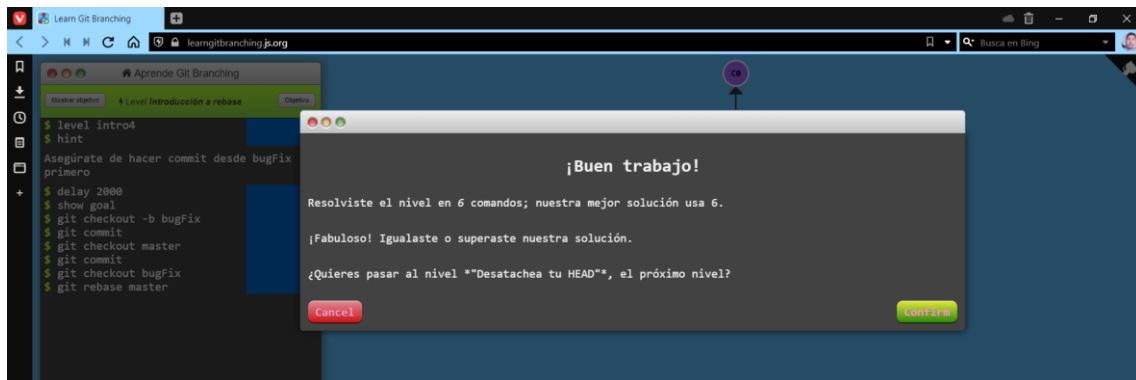 Learn Git Branching
learngitbranching.js.org
Busca en Bing
Aprende Git Branching
Mostrar objetivo
Level Introducción a rebase
Objetivo
$ level intro4
$ hint
Asegúrate de hacer commit desde bugFix
primero
$ delay 2000
$ show goal
$ git checkout -b bugFix
$ git commit
$ git checkout master
$ git commit
$ git checkout bugFix
$ git rebase master
C0
¡Buen trabajo!
Resolviste el nivel en 6 comandos; nuestra mejor solución usa 6.
¡Fabuloso! Igualaste o superaste nuestra solución.
¿Quieres pasar al nivel *"Desatachea tu HEAD"*, el próximo nivel?
Cancel
Confirm